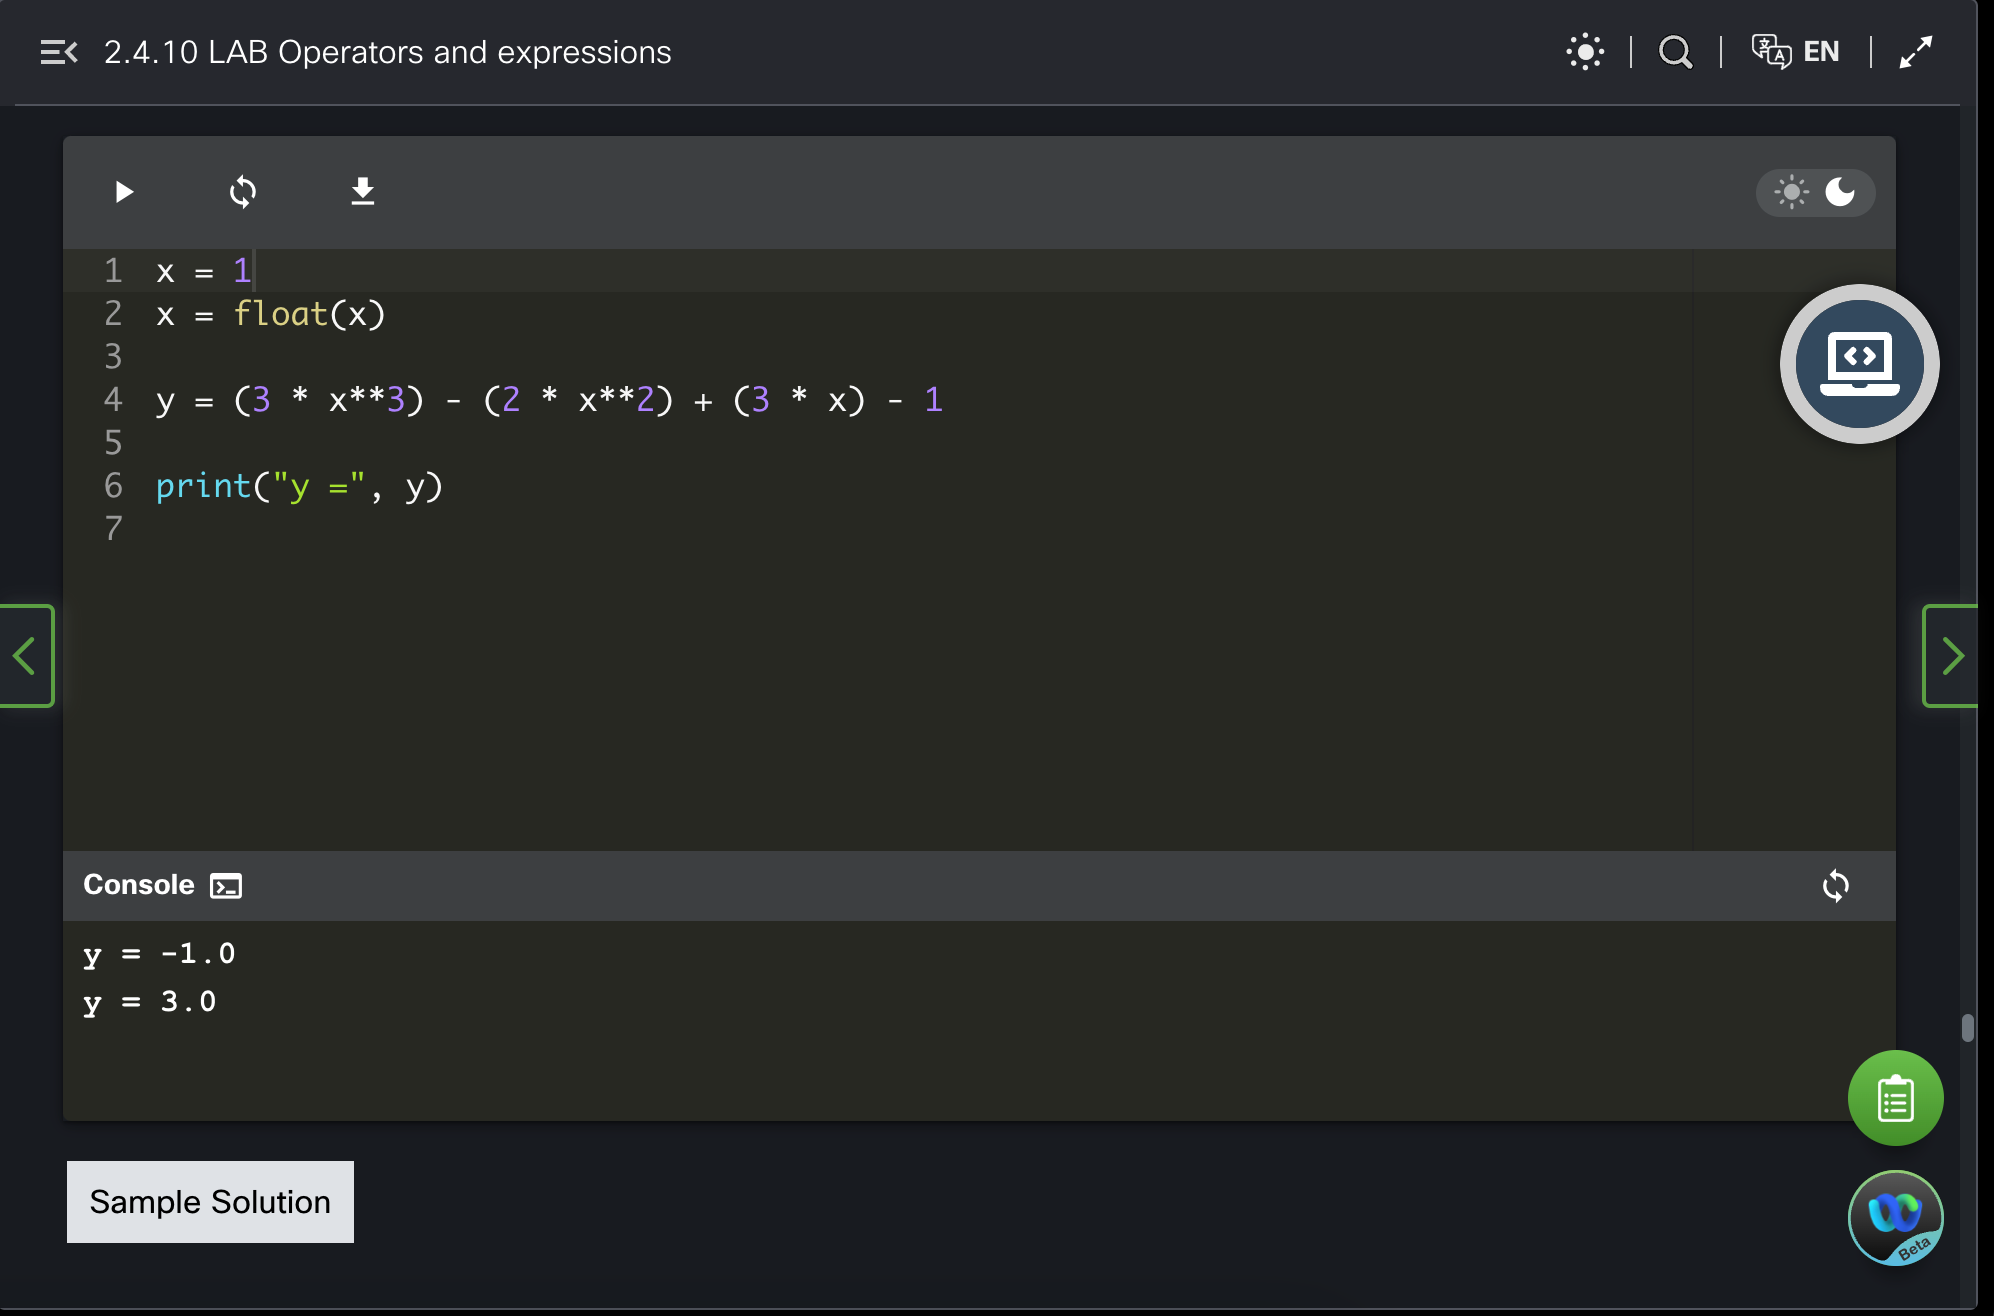 2.4.10 LAB Operators and expressions
EN
1 x = 1
2 x = float(x)
3
4 y = (3 * x**3) - (2 * x**2) + (3 * x) - 1
5
6 print("y =", y)
7
Console
y = -1.0
y = 3.0
Sample Solution
Beta